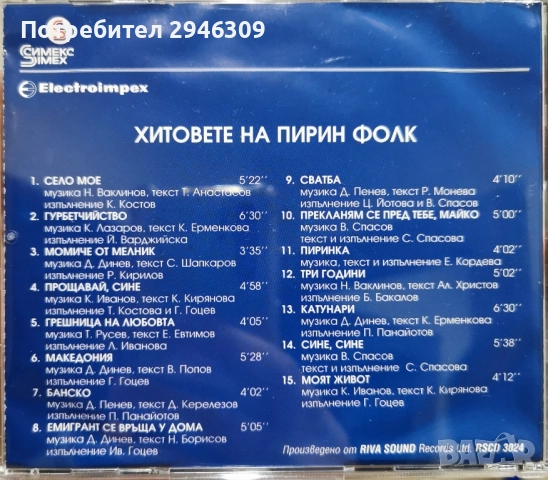 Потребител 2946309
СИМЕКС
SIMEX
Electroimpex
ХИТОВЕТЕ НА ПИРИН ФОЛК
1. СЕЛО МОЕ 5'22''
музика Н. Ваклинов, текст Т. Анастасов
изпълнение К. Костов
2. ГУРБЕТЧИЙСТВО 6'30''
музика К. Лазаров, текст К. Ерменкова
изпълнение Й. Варджийска
3. МОМИЧЕ ОТ МЕЛНИК 3'35''
музика Д. Динев, текст С. Шапкаров
изпълнение Р. Кирилов
4. ПРОЩАВАЙ, СИНЕ 4'58''
музика К. Иванов, текст К. Кирянова
изпълнение Т. Костова и Г. Гоцев
5. ГРЕШНИЦА НА ЛЮБОВТА 4'05''
музика Т. Русев, текст Е. Евтимов
изпълнение Л. Иванова
6. МАКЕДОНИЯ 5'28''
музика Д. Динев, текст В. Попов
изпълнение Г. Гоцев
7. БАНСКО 4'02''
музика Д. Пенев, текст Д. Керелезов
изпълнение П. Панайотов
8. ЕМИГРАНТ СЕ ВРЪЩА У ДОМА 5'05''
музика Д. Динев, текст Н. Борисов
изпълнение Ив. Гоцев
9. СВАТБА 4'10''
музика Д. Пенев, текст Р. Монева
изпълнение Ц. Йотова и В. Спасов
10. ПРЕКЛАНЯМ СЕ ПРЕД ТЕБЕ, МАЙКО 5'00''
музика В. Спасов
текст и изпълнение С. Спасова
11. ПИРИНКА 4'02''
музика, текст и изпълнение Е. Кордева
12. ТРИ ГОДИНИ 5'02''
музика Н. Ваклинов, текст Ал. Христов
изпълнение Б. Бакалов
13. КАТУНАРИ 6'30''
музика Д. Динев, текст К. Ерменкова
изпълнение П. Панайотов
14. СИНЕ, СИНЕ 5'38''
музика В. Спасов
текст и изпълнение С. Спасова
15. МОЯТ ЖИВОТ 4'12''
музика К. Иванов, текст К. Кирянова
изпълнение Г. Гоцев
Произведено от RIVA SOUND Records Ltd. RSCD 3024
BAZAR